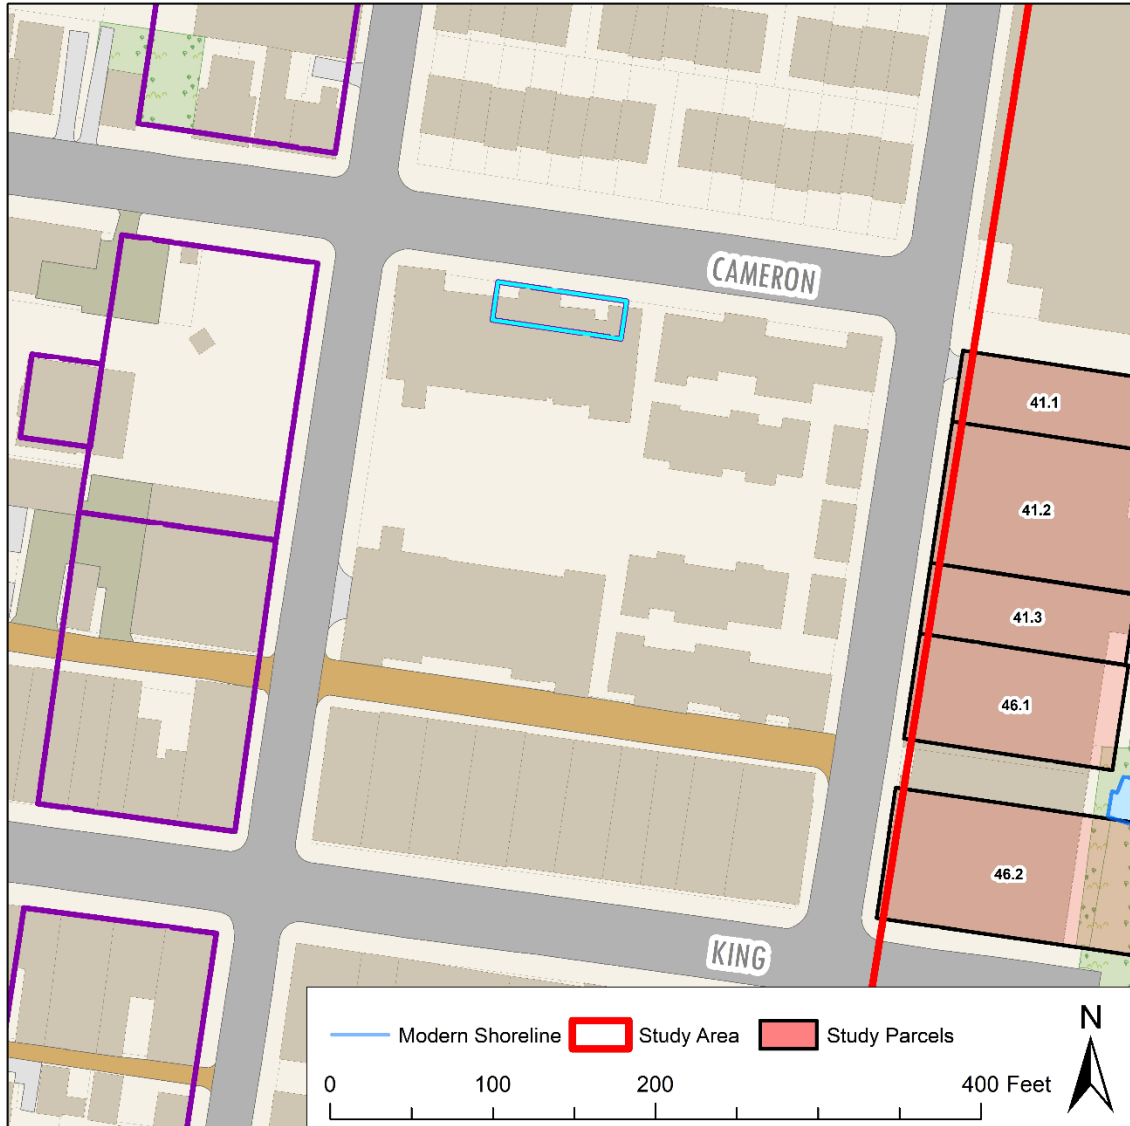 CAMERON
41.1
41.2
41.3
46.1
46.2
KING
Modern Shoreline Study Area Study Parcels
N
0 100 200 400 Feet